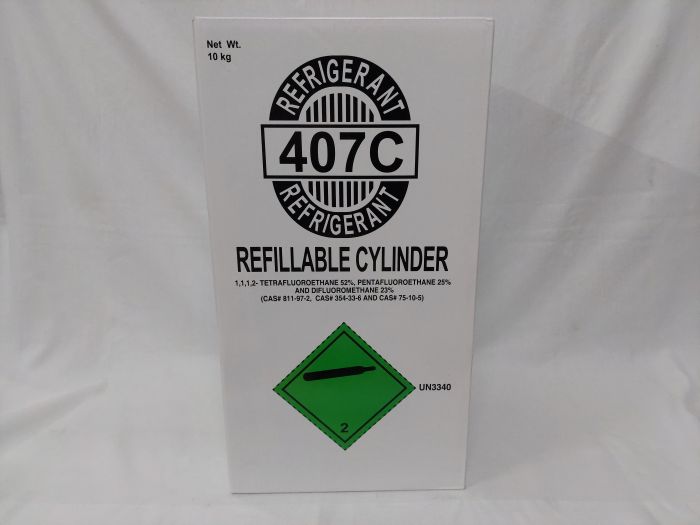 Net Wt.
10 kg
REFRIGERANT
407C
REFRIGERANT
REFILLABLE CYLINDER
1,1,1,2- TETRAFLUOROETHANE 52%, PENTAFLUOROETHANE 25%
AND DIFLUOROMETHANE 23%
(CAS# 811-97-2, CAS# 354-33-6 AND CAS# 75-10-5)
UN3340
2